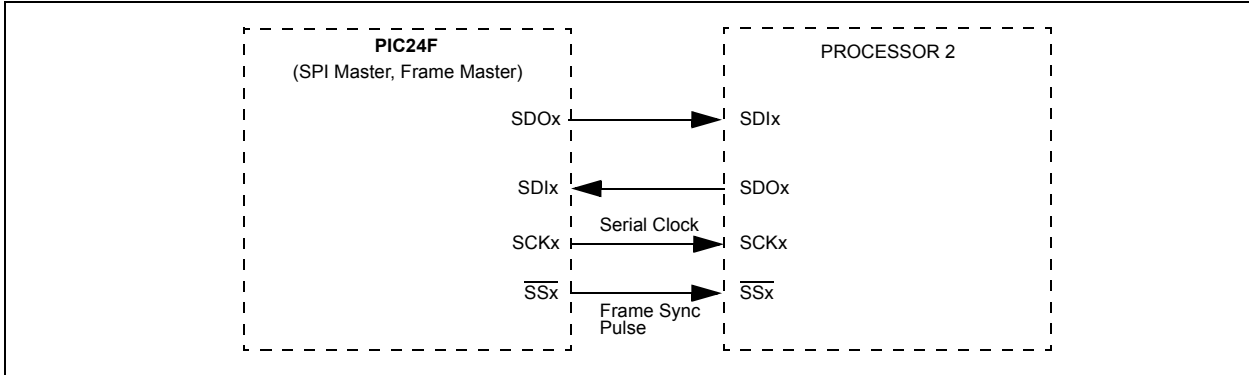 PIC24F
(SPI Master, Frame Master)
PROCESSOR 2
SDOx
SDIx
SDIx
SDOx
Serial Clock
SCKx
SCKx
SSx
SSx
Frame Sync
Pulse